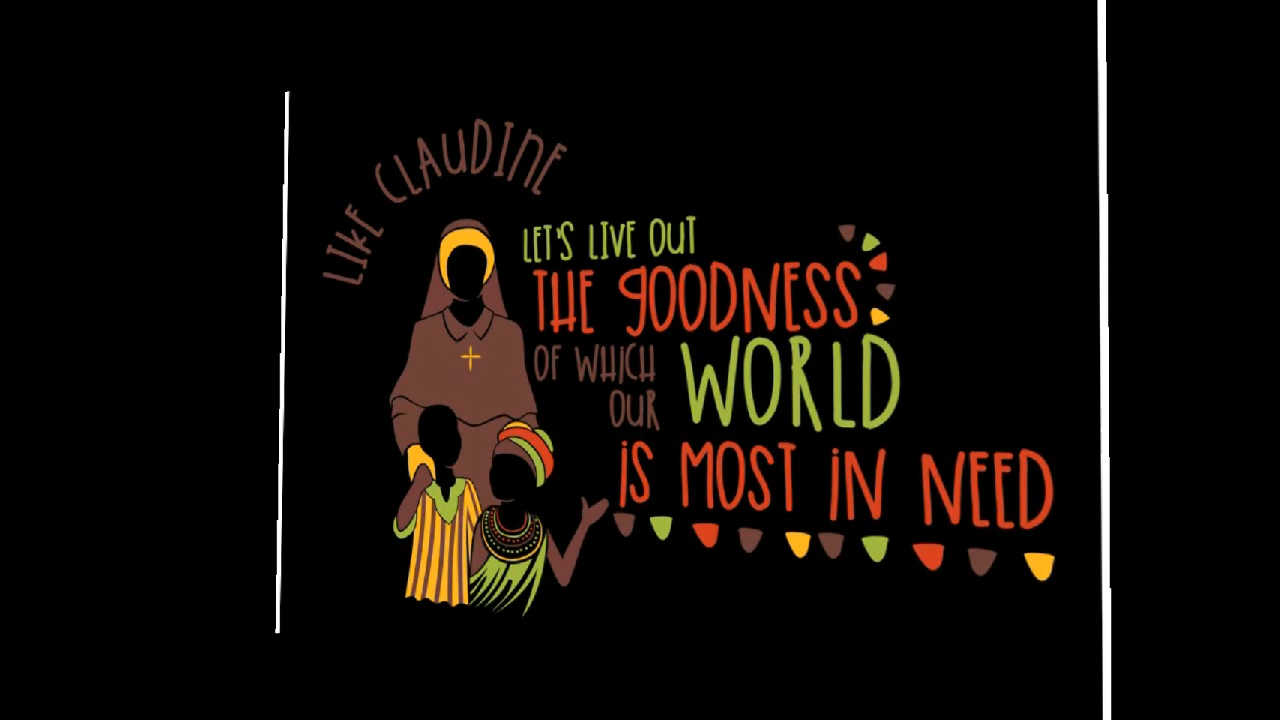 LIKE CLAUDINE
LET'S LIVE OUT
THE GOODNESS
OF WHICH
OUR WORLD
IS MOST IN NEED